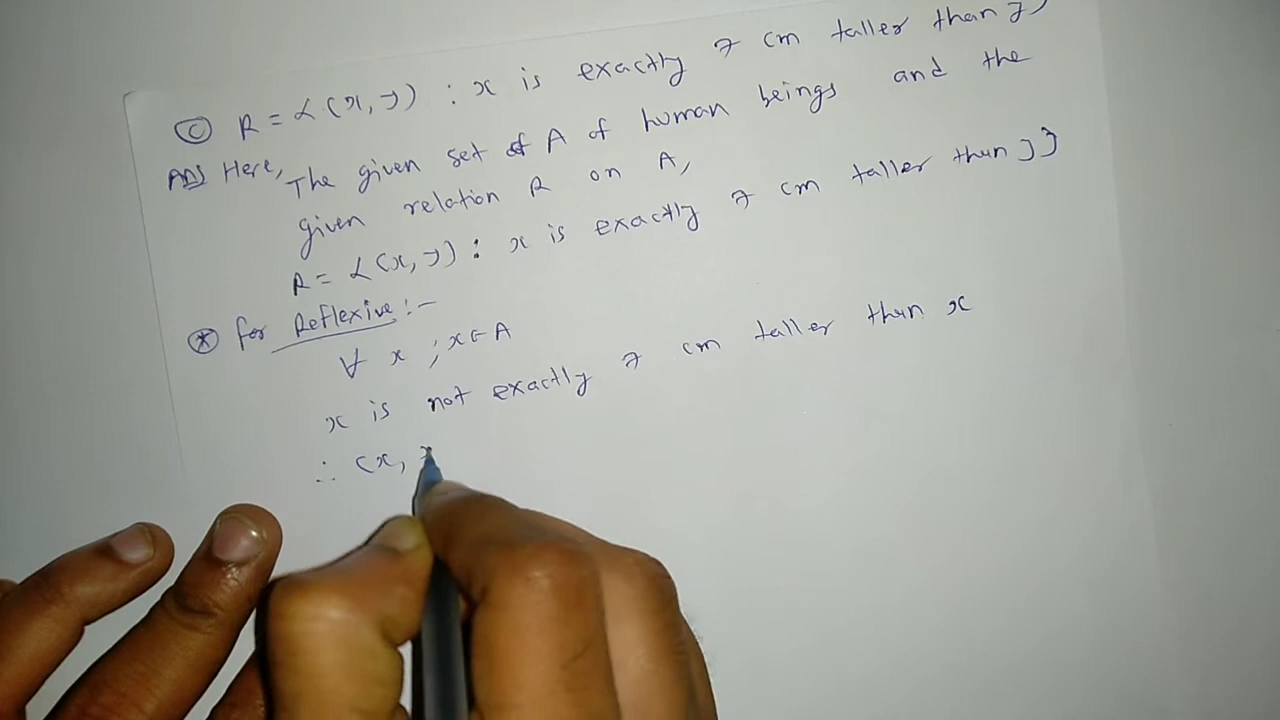 (c) R = {(x, y) : x is exactly 7 cm taller than y}
Ans Here, The given set A of human beings and the
given relation R on A,
R = {(x, y) : x is exactly 7 cm taller than y}
* for Reflexive :-
∀ x ; x ∈ A
x is not exactly 7 cm taller than x
∴ (x, x